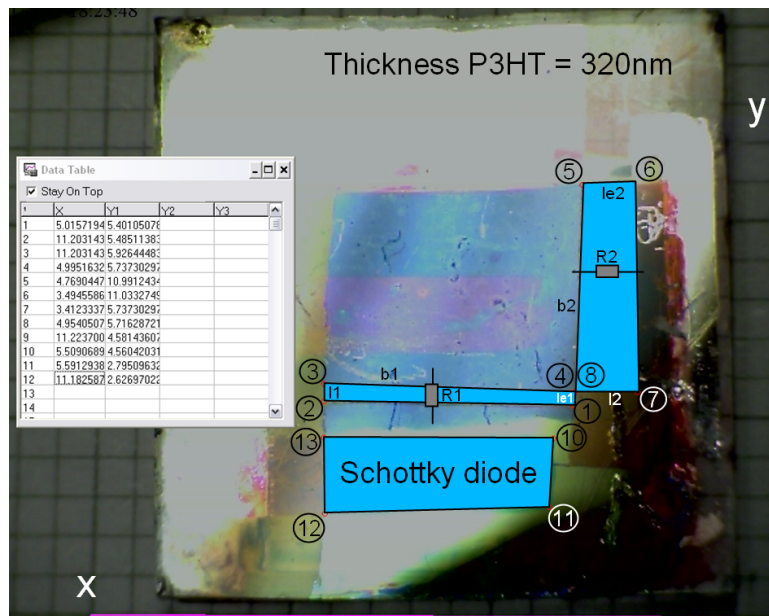 18:23:48
Thickness P3HT = 320nm
y
Data Table
Stay On Top
X Y1 Y2 Y3
1 5.0157194 5.40105078
2 11.203143 5.48511383
3 11.203143 5.92644483
4 4.9951632 5.73730297
5 4.7690447 10.9912434
6 3.4945586 11.0332749
7 3.4123337 5.73730297
8 4.9540507 5.71628721
9 11.223700 4.58143607
10 5.5090689 4.56042031
11 5.5912938 2.79509632
12 11.182587 2.62697022
13
14
5 6
le2
R2
b2
3 b1 4 8
l1 R1 le1 l2 7
2 1
13 10
Schottky diode
12 11
x